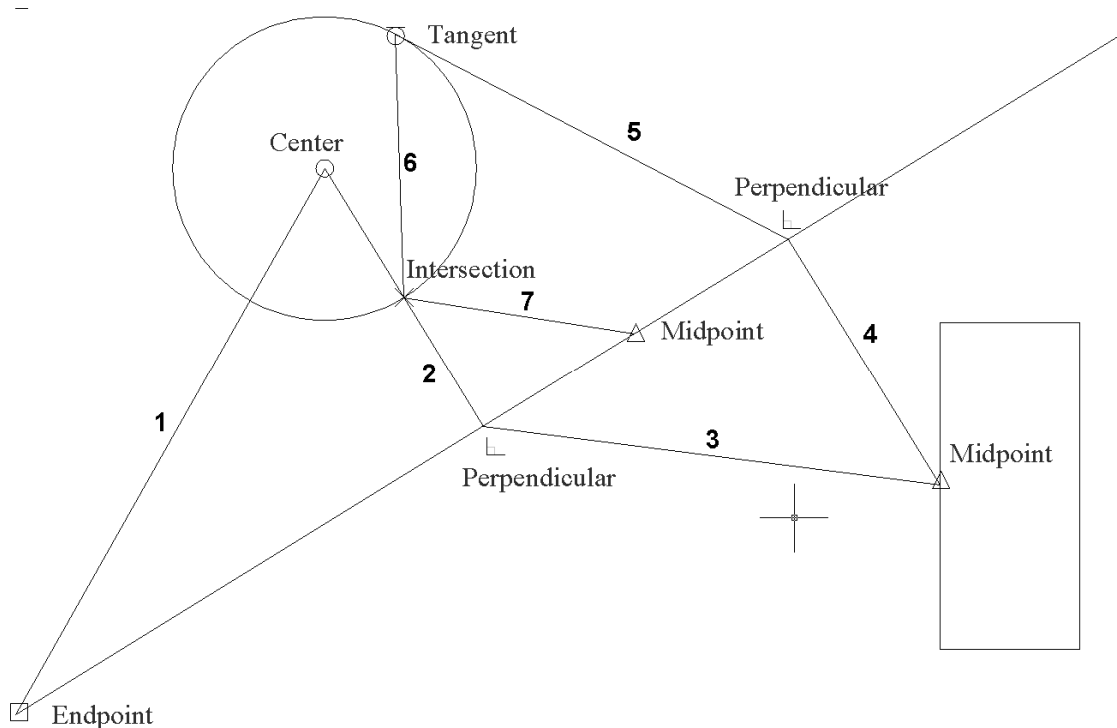 Tangent
5
Center
6
Perpendicular
Intersection
7
Midpoint
4
2
1
3
Midpoint
Perpendicular
Endpoint